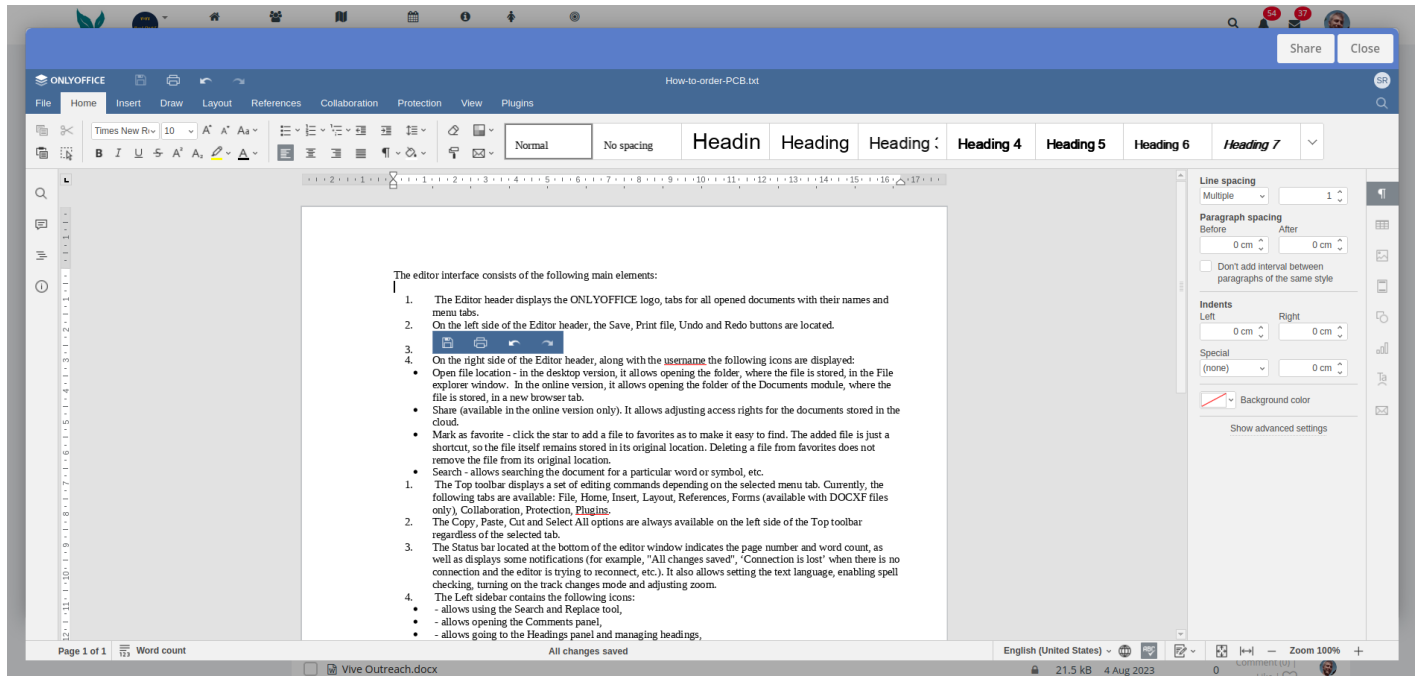 54 37
Share Close
ONLYOFFICE How-to-order-PCB.txt SR
File Home Insert Draw Layout References Collaboration Protection View Plugins
Times New R 10 Normal No spacing Headin Heading Heading Heading 4 Heading 5 Heading 6 Heading 7
Line spacing
Multiple 1
Paragraph spacing
Before After
0 cm 0 cm
Don't add interval between
paragraphs of the same style
Indents
Left Right
0 cm 0 cm
Special
(none) 0 cm
Background color
Show advanced settings
The editor interface consists of the following main elements:
1. The Editor header displays the ONLYOFFICE logo, tabs for all opened documents with their names and
menu tabs.
2. On the left side of the Editor header, the Save, Print file, Undo and Redo buttons are located.
3.
4. On the right side of the Editor header, along with the username the following icons are displayed:
• Open file location - in the desktop version, it allows opening the folder, where the file is stored, in the File
explorer window. In the online version, it allows opening the folder of the Documents module, where the
file is stored, in a new browser tab.
• Share (available in the online version only). It allows adjusting access rights for the documents stored in the
cloud.
• Mark as favorite - click the star to add a file to favorites as to make it easy to find. The added file is just a
shortcut, so the file itself remains stored in its original location. Deleting a file from favorites does not
remove the file from its original location.
• Search - allows searching the document for a particular word or symbol, etc.
1. The Top toolbar displays a set of editing commands depending on the selected menu tab. Currently, the
following tabs are available: File, Home, Insert, Layout, References, Forms (available with DOCXF files
only), Collaboration, Protection, Plugins.
2. The Copy, Paste, Cut and Select All options are always available on the left side of the Top toolbar
regardless of the selected tab.
3. The Status bar located at the bottom of the editor window indicates the page number and word count, as
well as displays some notifications (for example, "All changes saved", ‘Connection is lost’ when there is no
connection and the editor is trying to reconnect, etc.). It also allows setting the text language, enabling spell
checking, turning on the track changes mode and adjusting zoom.
4. The Left sidebar contains the following icons:
• - allows using the Search and Replace tool,
• - allows opening the Comments panel,
• - allows going to the Headings panel and managing headings,
Page 1 of 1 Word count All changes saved English (United States) Zoom 100%
Vive Outreach.docx 21.5 kB 4 Aug 2023 0 Comment (0) |